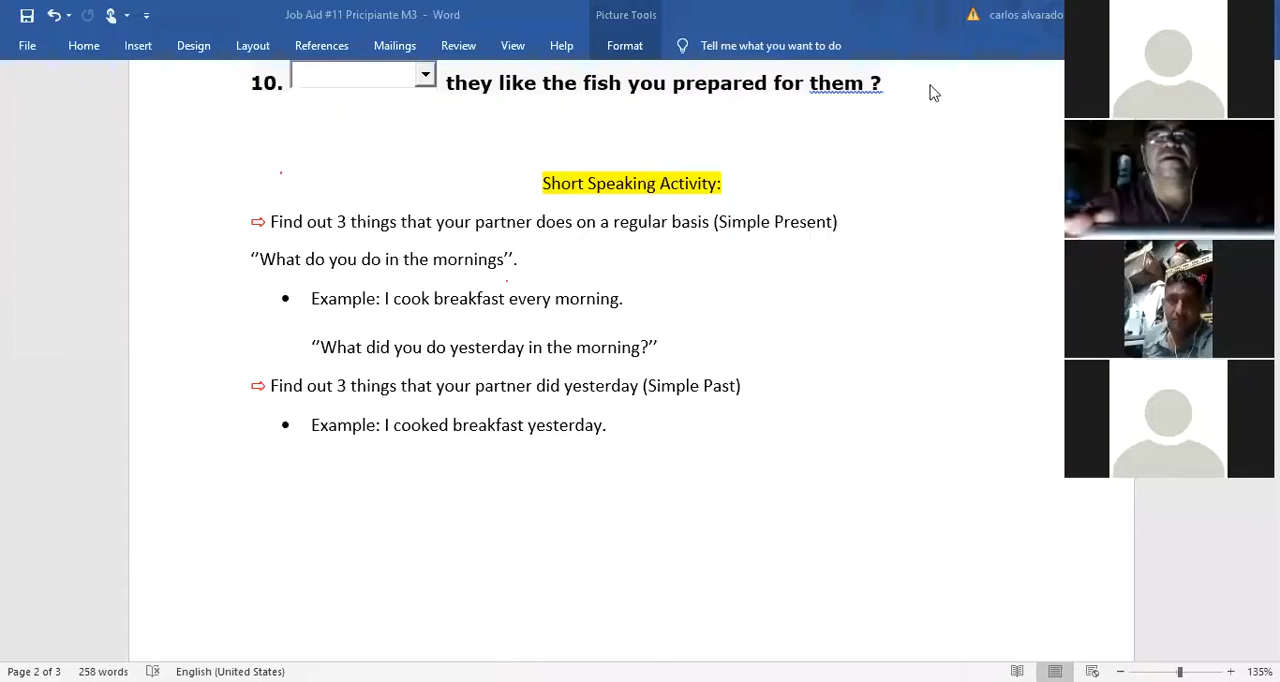 Job Aid #11 Pricipiante M3 - Word
Picture Tools
carlos alvarado
File Home Insert Design Layout References Mailings Review View Help Format Tell me what you want to do
10. they like the fish you prepared for them ?
Short Speaking Activity:
⇨ Find out 3 things that your partner does on a regular basis (Simple Present)
‘’What do you do in the mornings’’.
• Example: I cook breakfast every morning.
‘’What did you do yesterday in the morning?’’
⇨ Find out 3 things that your partner did yesterday (Simple Past)
• Example: I cooked breakfast yesterday.
Page 2 of 3 258 words English (United States) 135%